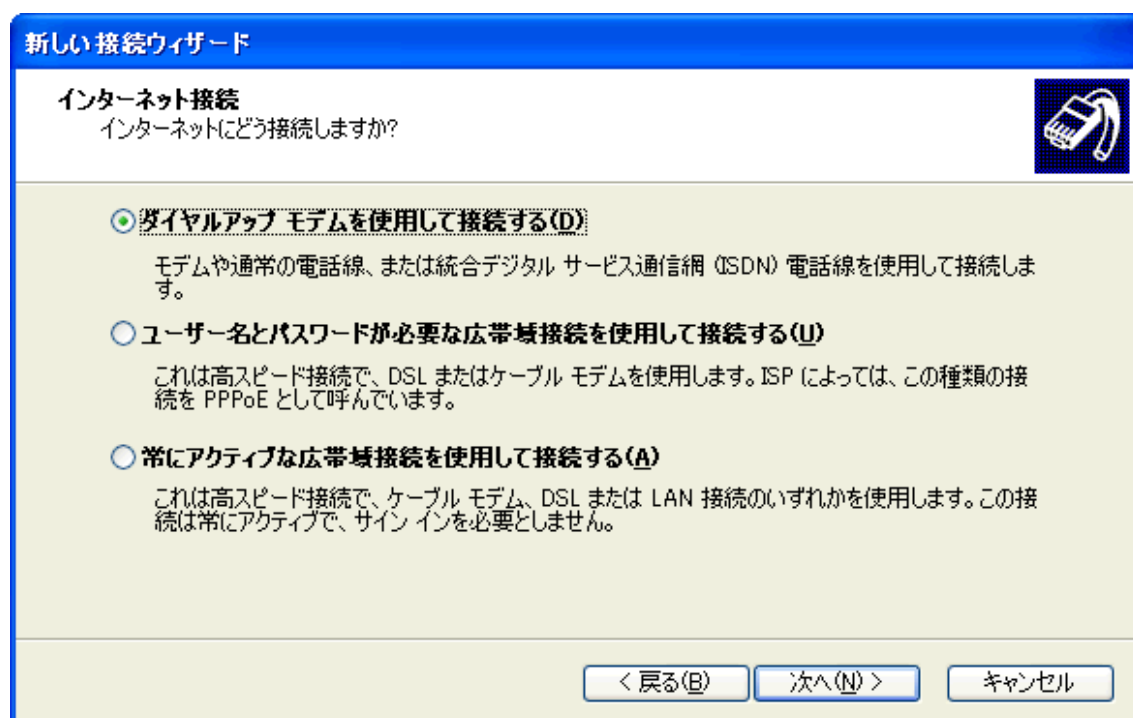 新しい接続ウィザード
インターネット接続
インターネットにどう接続しますか?
ダイヤルアップ モデムを使用して接続する(D)
モデムや通常の電話線、または統合デジタル サービス通信網 (ISDN) 電話線を使用して接続しま
す。
ユーザー名とパスワードが必要な広帯域接続を使用して接続する(U)
これは高スピード接続で、DSL またはケーブル モデムを使用します。ISP によっては、この種類の接
続を PPPoE として呼んでいます。
常にアクティブな広帯域接続を使用して接続する(A)
これは高スピード接続で、ケーブル モデム、DSL または LAN 接続のいずれかを使用します。この接
続は常にアクティブで、サイン インを必要としません。
< 戻る(B)
次へ(N) >
キャンセル